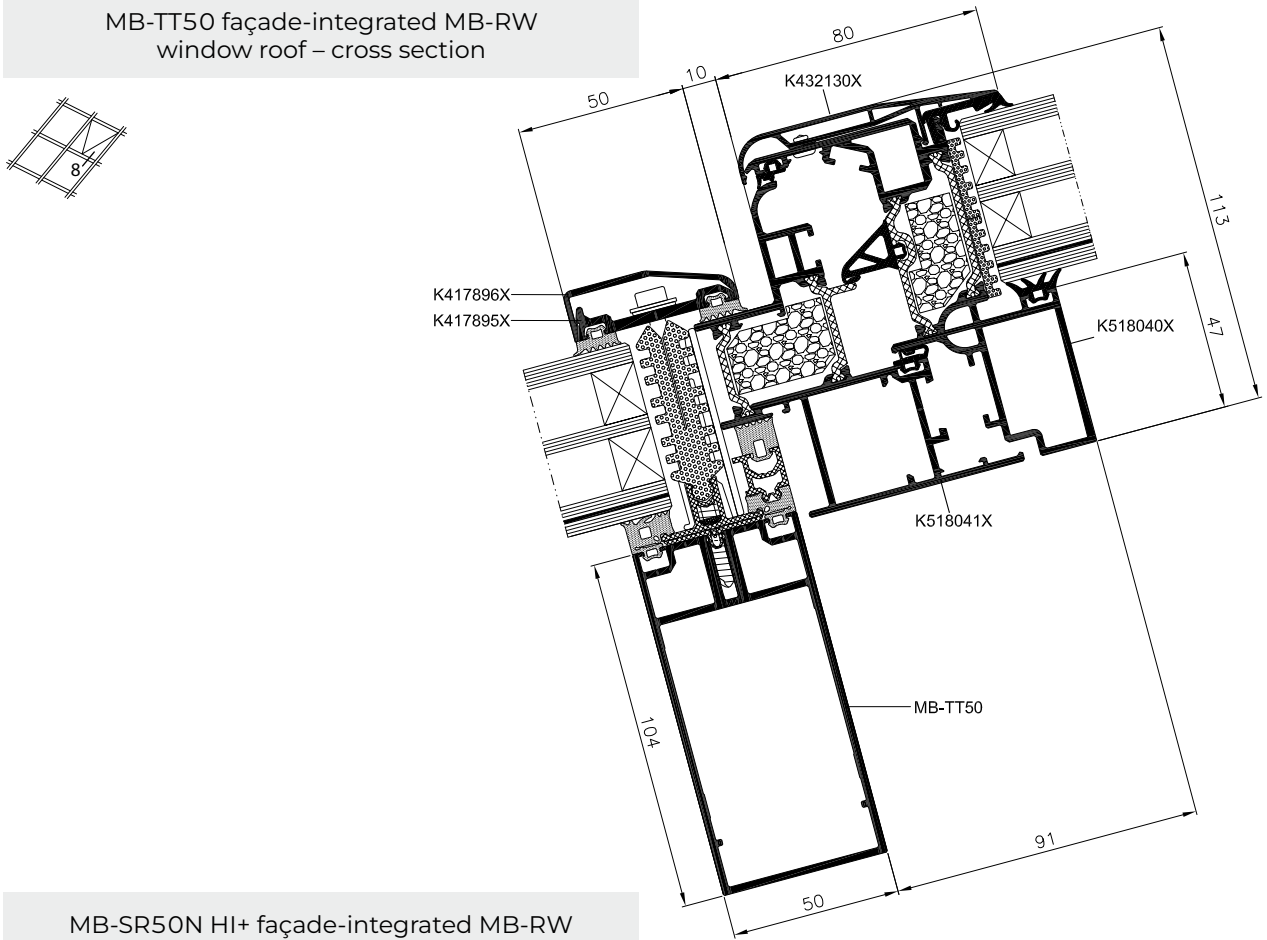 MB-TT50 façade-integrated MB-RW
window roof – cross section
8
50
10
80
K432130X
113
K417896X
K417895X
K518040X
47
K518041X
MB-TT50
104
91
50
MB-SR50N HI+ façade-integrated MB-RW